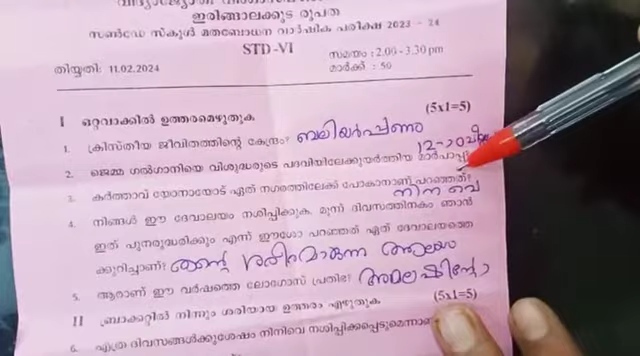 ഇരിങ്ങാലക്കുട രൂപത
സൺഡേ സ്കൂൾ മതബോധന വാർഷിക പരീക്ഷ 2023 - 24
STD-VI
സമയം : 2.00 - 3.30 pm
തിയ്യതി: 11.02.2024
മാർക്ക് : 50
I ഒറ്റവാക്കിൽ ഉത്തരമെഴുതുക (5x1=5)
1. ക്രിസ്തീയ ജീവിതത്തിന്റെ കേന്ദ്രം? ബലിയർപ്പണം
2. ജെമ്മ ഗൽഗാനിയെ വിശുദ്ധരുടെ പദവിയിലേക്കുയർത്തിയ മാർപാപ്പ
3. കർത്താവ് യോനായോട് ഏത് നഗരത്തിലേക്ക് പോകാനാണ് പറഞ്ഞത്?
നിനവെ
4. നിങ്ങൾ ഈ ദേവാലയം നശിപ്പിക്കുക. മൂന്ന് ദിവസത്തിനകം ഞാൻ
ഇത് പുനരുദ്ധരിക്കും എന്ന് ഈശോ പറഞ്ഞത് ഏത് ദേവാലയത്തെ
ക്കുറിച്ചാണ്? തന്റെ ശരീരമാകുന്ന ആലയം
5. ആരാണ് ഈ വർഷത്തെ ലോഗോസ് പ്രതിഭ?
II ബ്രാക്കറ്റിൽ നിന്നും ശരിയായ ഉത്തരം എഴുതുക (5x1=5)
6. എത്ര ദിവസങ്ങൾക്കുശേഷം നിനിവെ നശിപ്പിക്കപ്പെടുമെന്നാണ്